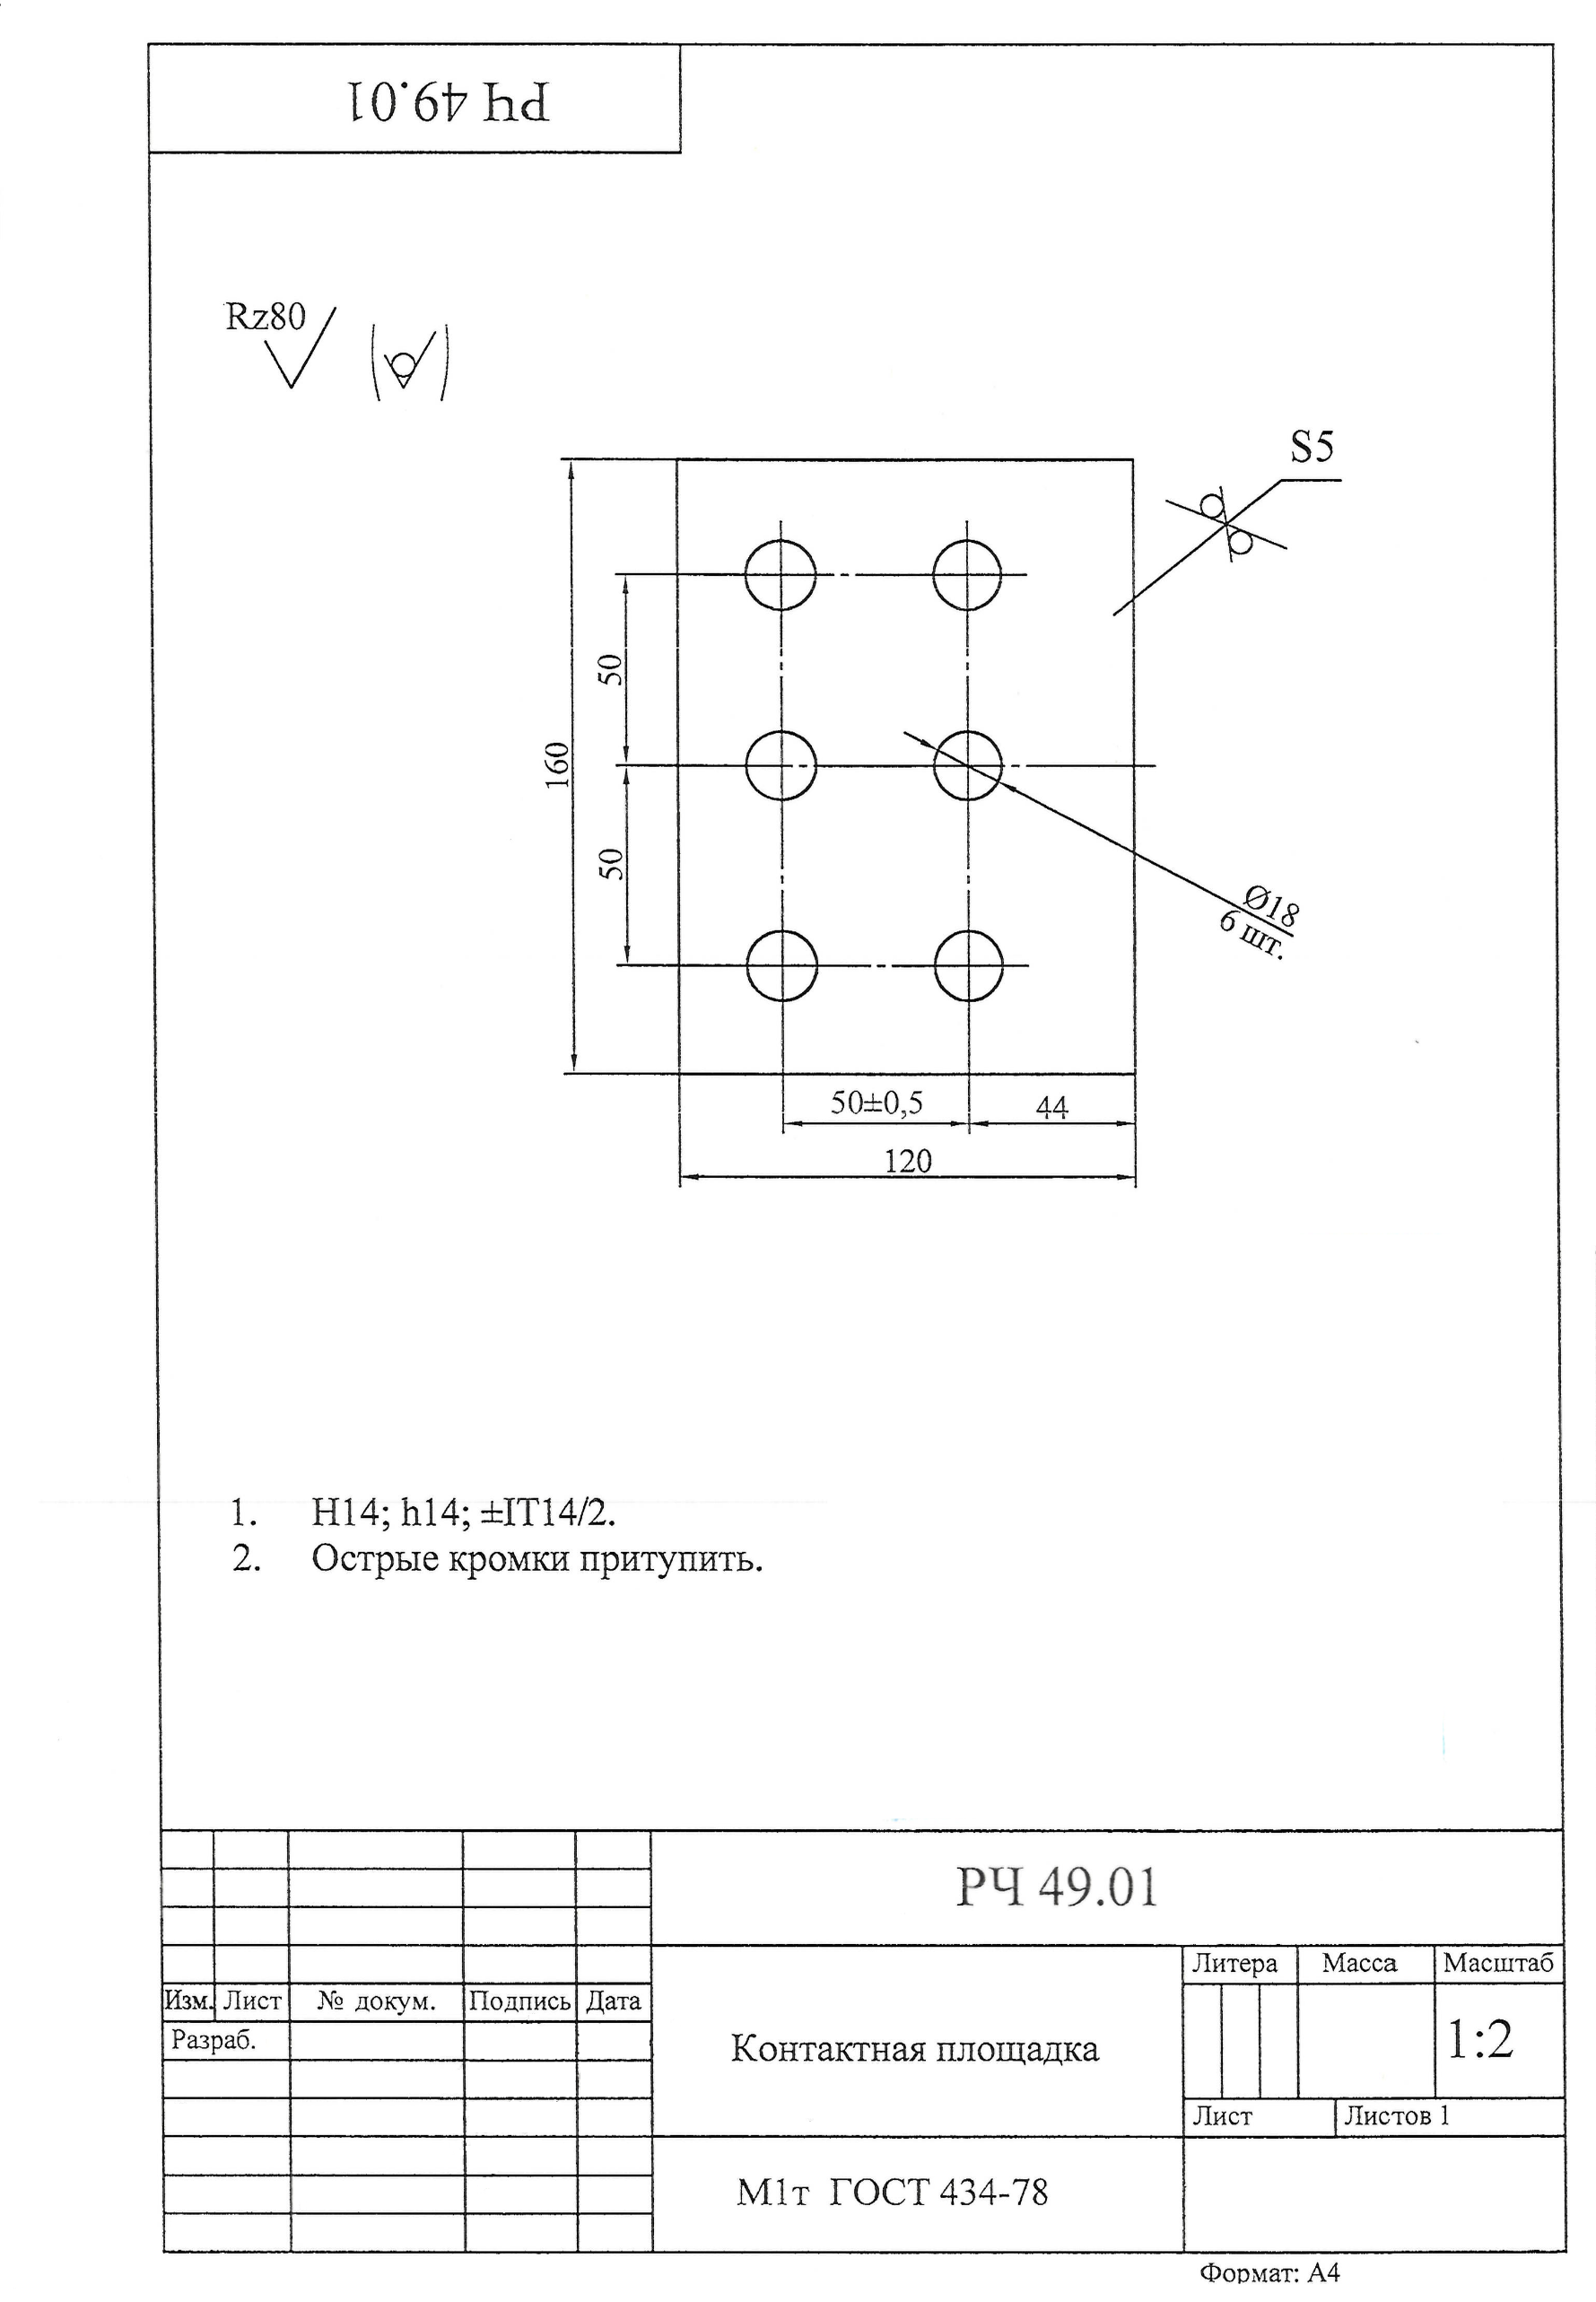 РЧ 49.01
Rz80
S5
50
160
50
Ø18
6 шт.
50±0,5
44
120
1. H14; h14; ±IT14/2.
2. Острые кромки притупить.
РЧ 49.01
Литера Масса Масштаб
Изм. Лист № докум. Подпись Дата
Разраб.
Контактная площадка
1:2
Лист Листов 1
М1т ГОСТ 434-78
Формат: А4